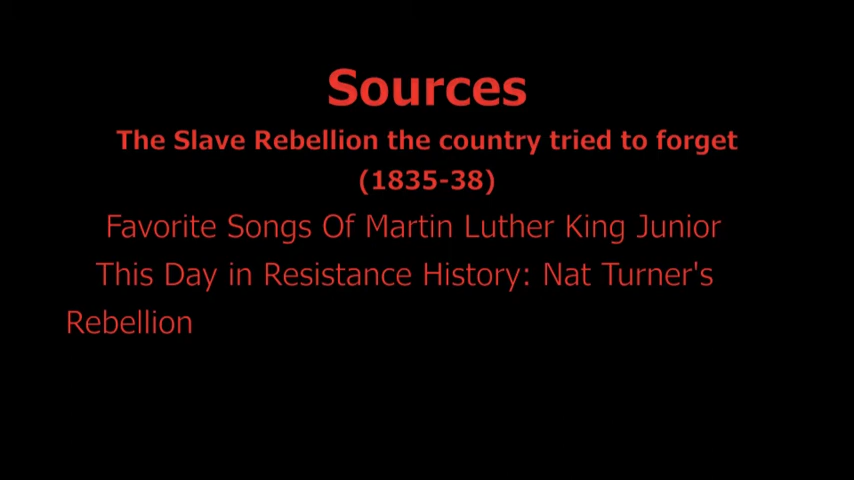 Sources
The Slave Rebellion the country tried to forget
(1835-38)
Favorite Songs Of Martin Luther King Junior
This Day in Resistance History: Nat Turner's
Rebellion